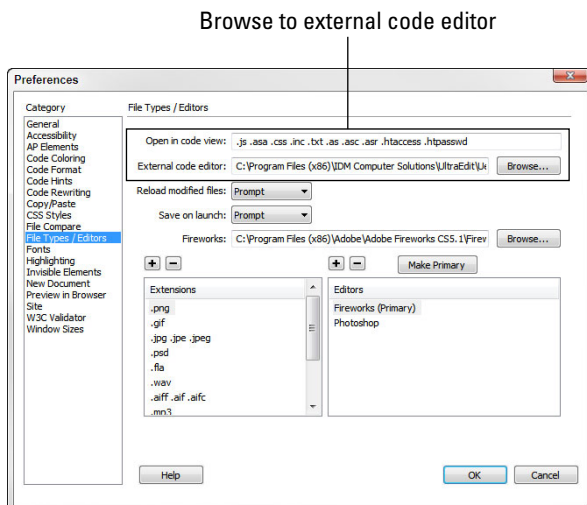 Browse to external code editor
Preferences
Category
General
Accessibility
AP Elements
Code Coloring
Code Format
Code Hints
Code Rewriting
Copy/Paste
CSS Styles
File Compare
File Types / Editors
Fonts
Highlighting
Invisible Elements
New Document
Preview in Browser
Site
W3C Validator
Window Sizes
File Types / Editors
Open in code view: .js .asa .css .inc .txt .as .asc .asr .htaccess .htpasswd
External code editor: C:\Program Files (x86)\IDM Computer Solutions\UltraEdit\ Browse...
Reload modified files: Prompt
Save on launch: Prompt
Fireworks: C:\Program Files (x86)\Adobe\Adobe Fireworks CS5.1\Firew Browse...
+ − + − Make Primary
Extensions
.png
.gif
.jpg .jpe .jpeg
.psd
.fla
.wav
.aiff .aif .aifc
.mp3
Editors
Fireworks (Primary)
Photoshop
Help OK Cancel